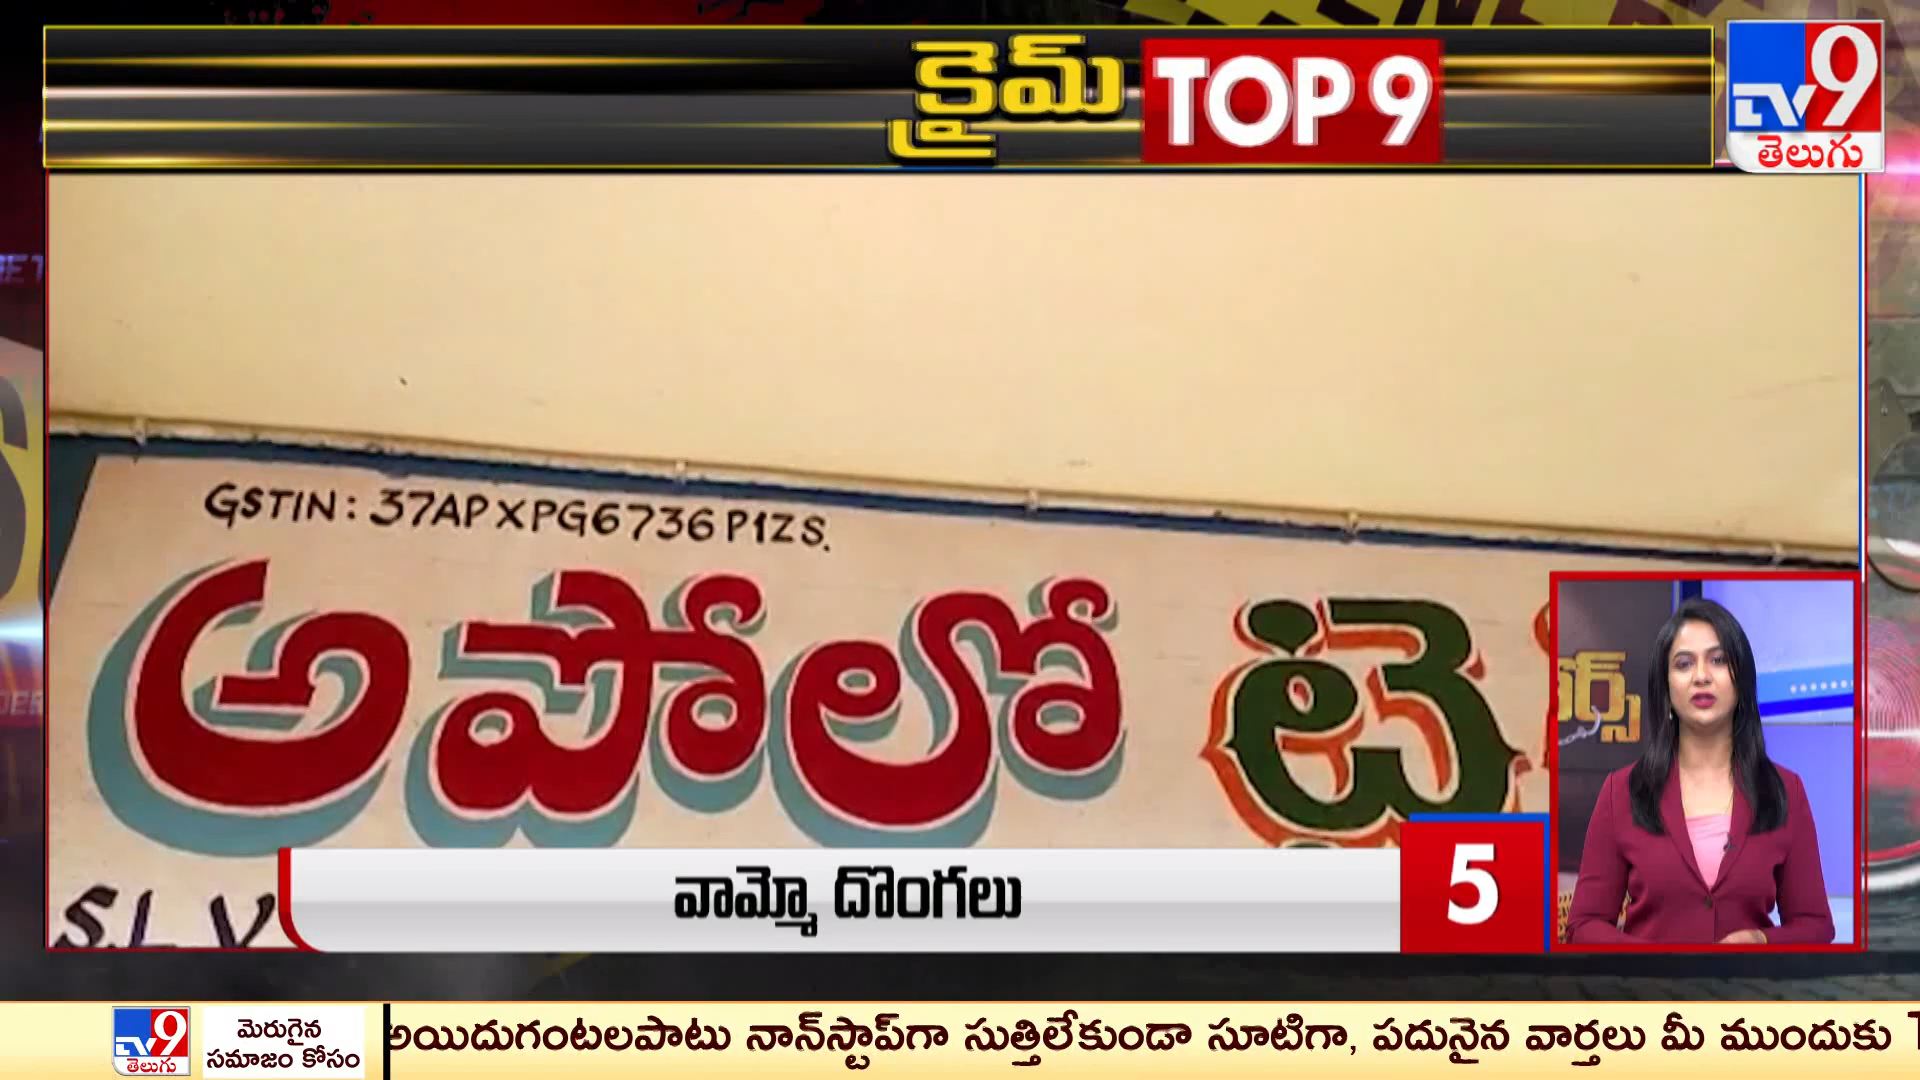 క్రైమ్ TOP 9
TV9
తెలుగు
GSTIN: 37APXPG6736P1ZS.
అపోలో
S.L.V
వామ్మో దొంగలు
5
TV9
తెలుగు
మెరుగైన
సమాజం కోసం
అయిదుగంటలపాటు నాన్‌స్టాప్‌గా సుత్తిలేకుండా సూటిగా, పదునైన వార్తలు మీ ముందుకు